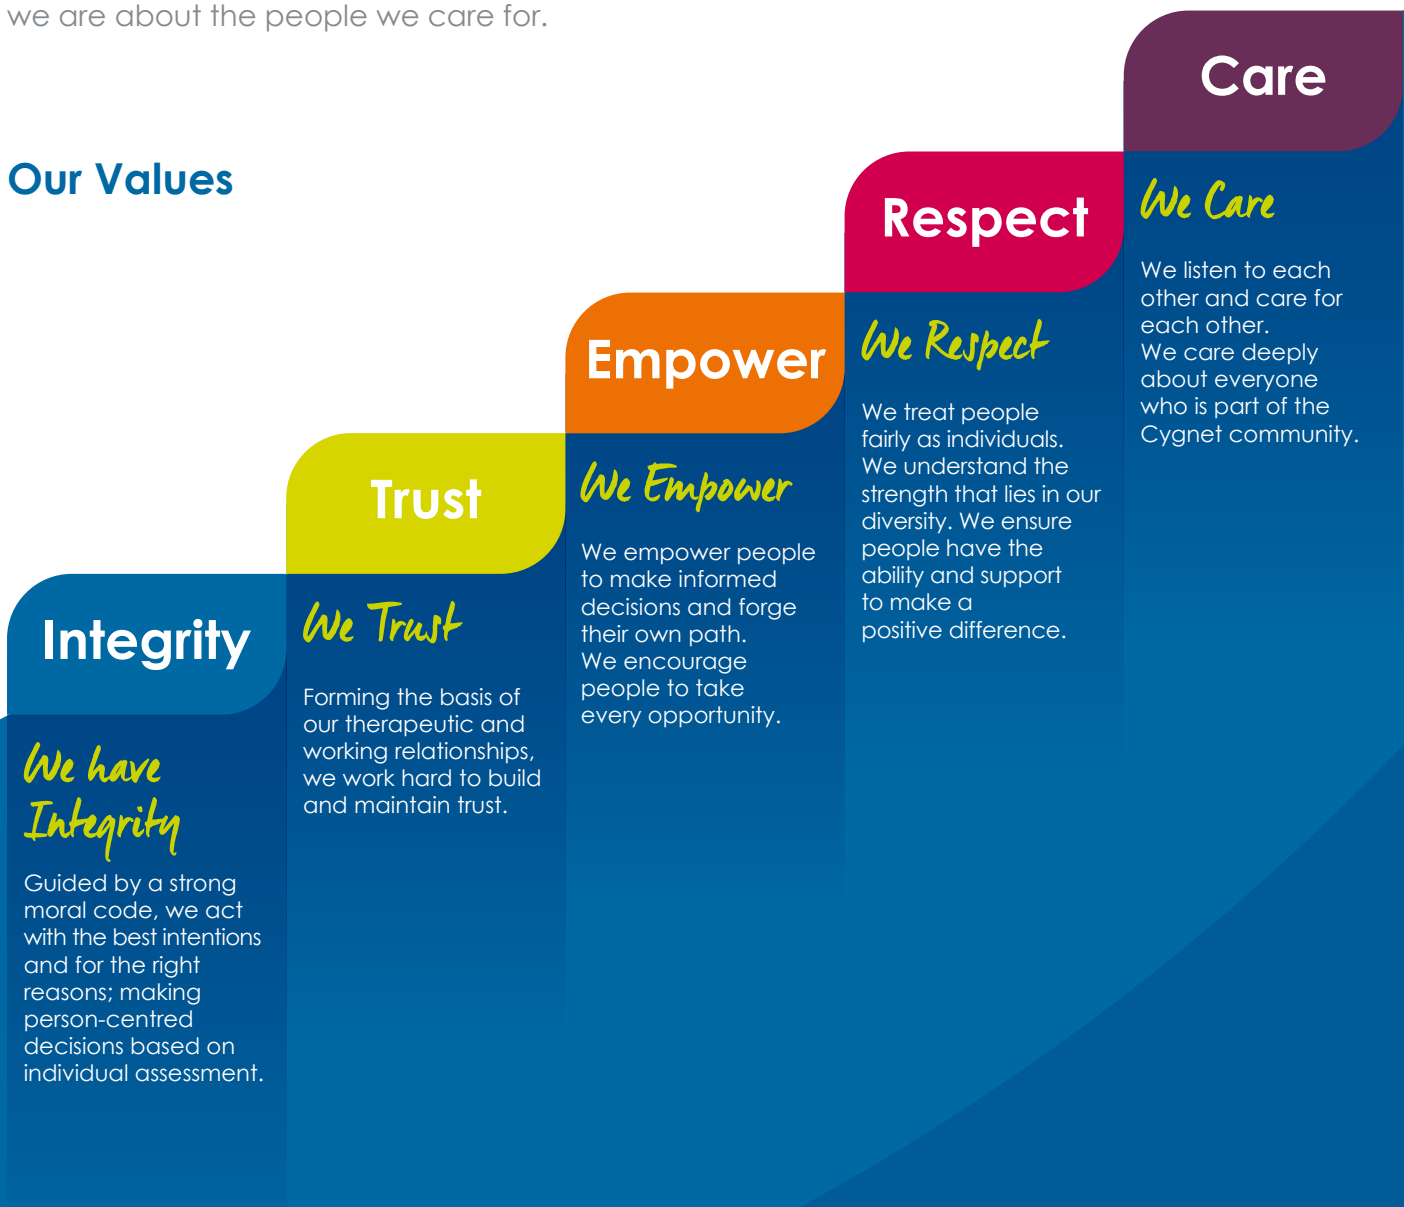 we are about the people we care for.
Our Values
Integrity
We have
Integrity
Guided by a strong
moral code, we act
with the best intentions
and for the right
reasons; making
person-centred
decisions based on
individual assessment.
Trust
We Trust
Forming the basis of
our therapeutic and
working relationships,
we work hard to build
and maintain trust.
Empower
We Empower
We empower people
to make informed
decisions and forge
their own path.
We encourage
people to take
every opportunity.
Respect
We Respect
We treat people
fairly as individuals.
We understand the
strength that lies in our
diversity. We ensure
people have the
ability and support
to make a
positive difference.
Care
We Care
We listen to each
other and care for
each other.
We care deeply
about everyone
who is part of the
Cygnet community.